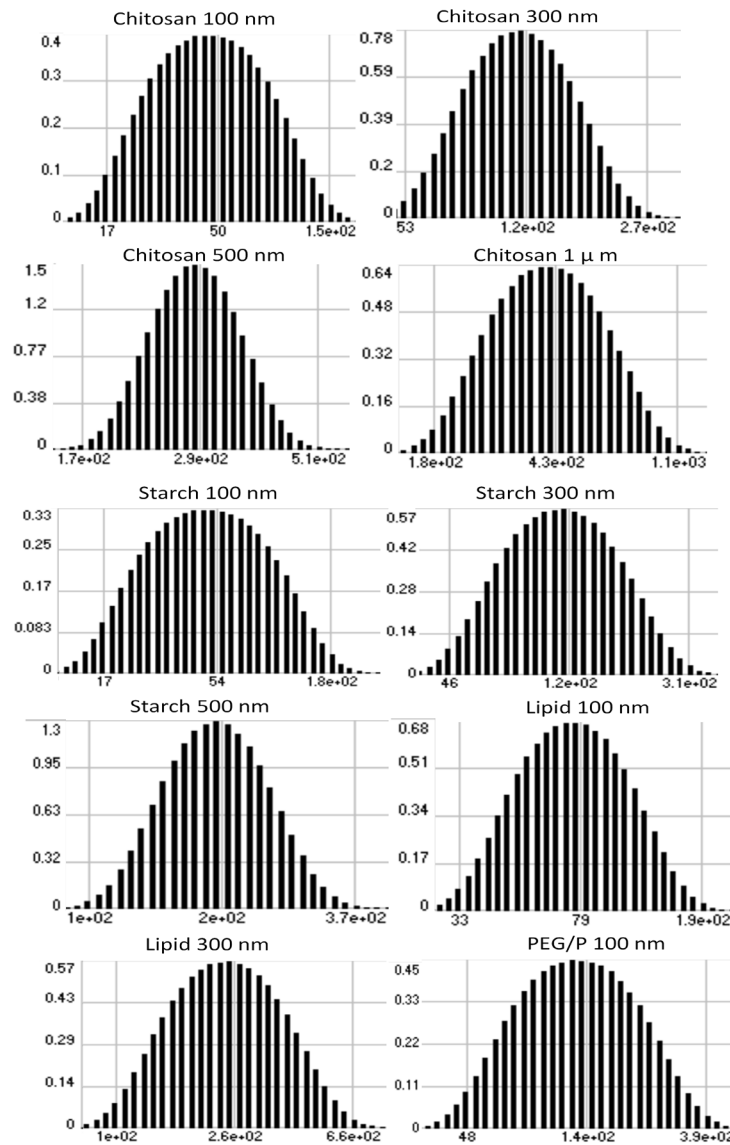 Chitosan 100 nm
0.4
0.3
0.2
0.1
0
17
50
1.5e+02
Chitosan 300 nm
0.78
0.59
0.39
0.2
0
53
1.2e+02
2.7e+02
Chitosan 500 nm
1.5
1.2
0.77
0.38
0
1.7e+02
2.9e+02
5.1e+02
Chitosan 1 µ m
0.64
0.48
0.32
0.16
0
1.8e+02
4.3e+02
1.1e+03
Starch 100 nm
0.33
0.25
0.17
0.083
0
17
54
1.8e+02
Starch 300 nm
0.57
0.42
0.28
0.14
0
46
1.2e+02
3.1e+02
Starch 500 nm
1.3
0.95
0.63
0.32
0
1e+02
2e+02
3.7e+02
Lipid 100 nm
0.68
0.51
0.34
0.17
0
33
79
1.9e+02
Lipid 300 nm
0.57
0.43
0.29
0.14
0
1e+02
2.6e+02
6.6e+02
PEG/P 100 nm
0.45
0.33
0.22
0.11
0
48
1.4e+02
3.9e+02